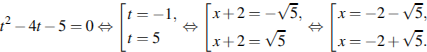 t² − 4t − 5 = 0 ⇔ [ t = −1, t = 5 ⇔ [ x + 2 = −√5, x + 2 = √5 ⇔ [ x = −2 − √5, x = −2 + √5.